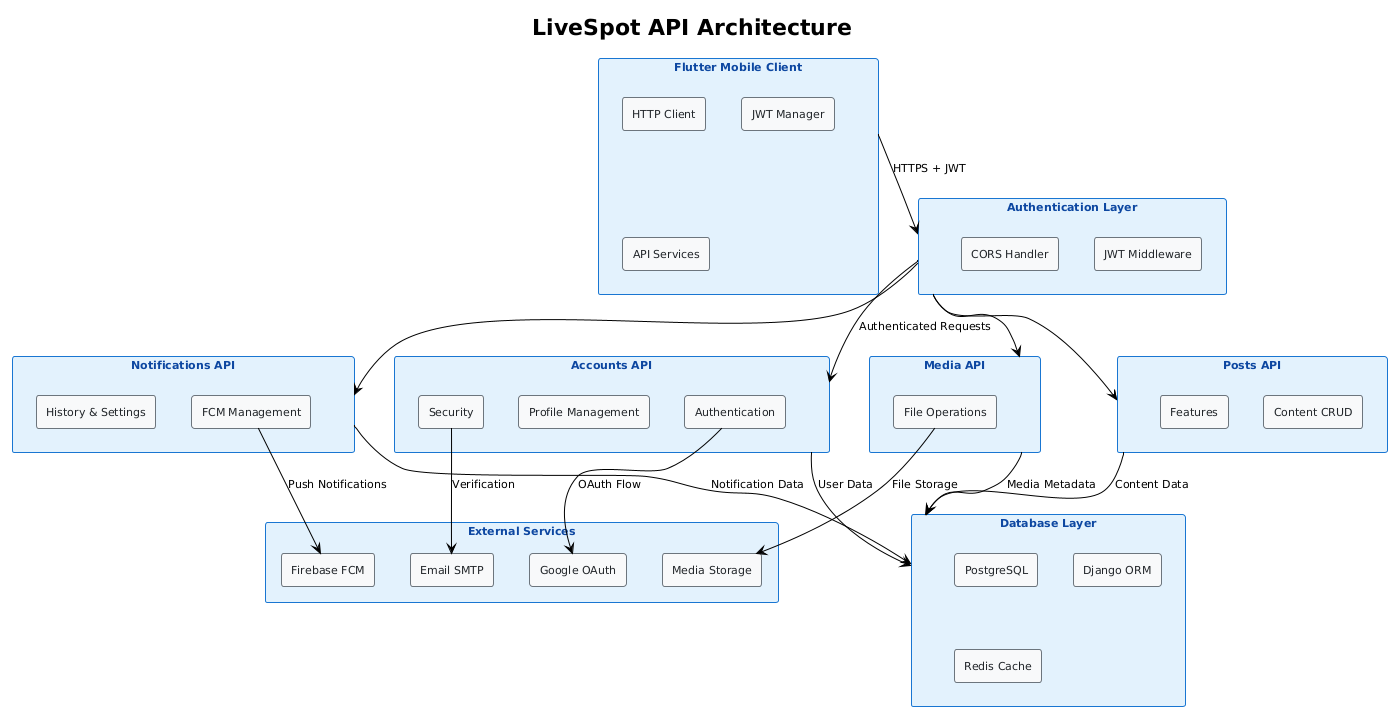 LiveSpot API Architecture
Flutter Mobile Client
HTTP Client
JWT Manager
API Services
HTTPS + JWT
Authentication Layer
CORS Handler
JWT Middleware
Authenticated Requests
Notifications API
History & Settings
FCM Management
Accounts API
Security
Profile Management
Authentication
Media API
File Operations
Posts API
Features
Content CRUD
Push Notifications
Verification
OAuth Flow
Notification Data
User Data
File Storage
Media Metadata
Content Data
External Services
Firebase FCM
Email SMTP
Google OAuth
Media Storage
Database Layer
PostgreSQL
Django ORM
Redis Cache